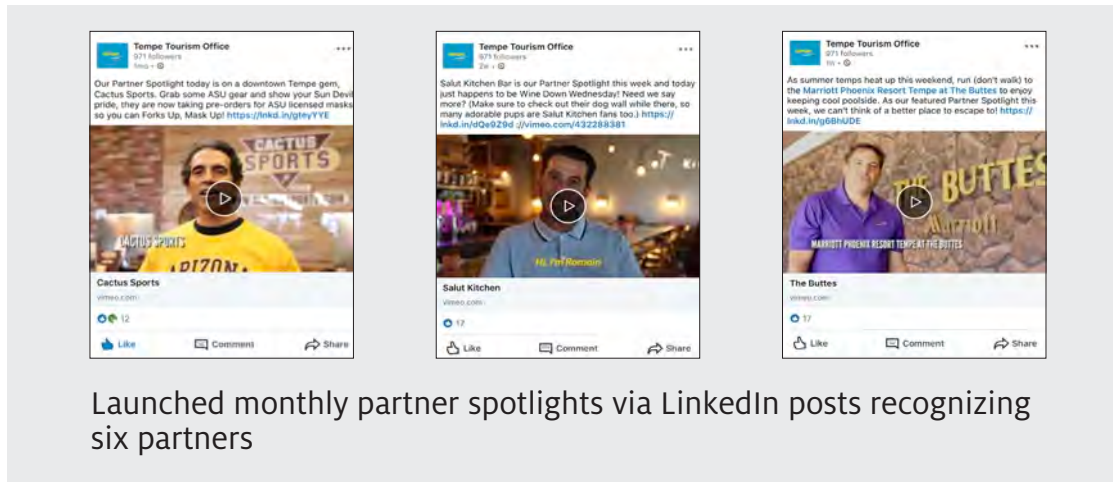 Tempe Tourism Office
971 followers
1mo
Our Partner Spotlight today is on a downtown Tempe gem,
Cactus Sports. Grab some ASU gear and show your Sun Devil
pride, they are now taking pre-orders for ASU licensed masks
so you can Forks Up, Mask Up! https://lnkd.in/gteyYYE
CACTUS
SPORTS
CACTUS SPORTS
ARIZONA
Cactus Sports
vimeo.com
12
Like Comment Share
Tempe Tourism Office
971 followers
2w
Salut Kitchen Bar is our Partner Spotlight this week and today
just happens to be Wine Down Wednesday! Need we say
more? (Make sure to check out their dog wall while there, so
many adorable pups are Salut Kitchen fans too.) https://
lnkd.in/dQe9Z9d ://vimeo.com/432288381
Hi, I'm Romain
Salut Kitchen
vimeo.com
17
Like Comment Share
Tempe Tourism Office
971 followers
1w
As summer temps heat up this weekend, run (don't walk) to
the Marriott Phoenix Resort Tempe at The Buttes to enjoy
keeping cool poolside. As our featured Partner Spotlight this
week, we can't think of a better place to escape to! https://
lnkd.in/g6BhUDE
THE BUTTES
Marriott
MARRIOTT PHOENIX RESORT TEMPE AT THE BUTTES
The Buttes
vimeo.com
17
Like Comment Share
Launched monthly partner spotlights via LinkedIn posts recognizing
six partners